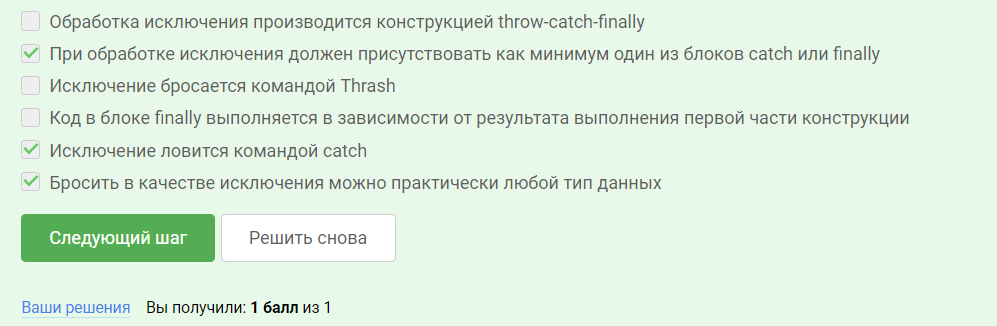 Обработка исключения производится конструкцией throw-catch-finally
При обработке исключения должен присутствовать как минимум один из блоков catch или finally
Исключение бросается командой Thrash
Код в блоке finally выполняется в зависимости от результата выполнения первой части конструкции
Исключение ловится командой catch
Бросить в качестве исключения можно практически любой тип данных
Следующий шаг Решить снова
Ваши решения Вы получили: 1 балл из 1